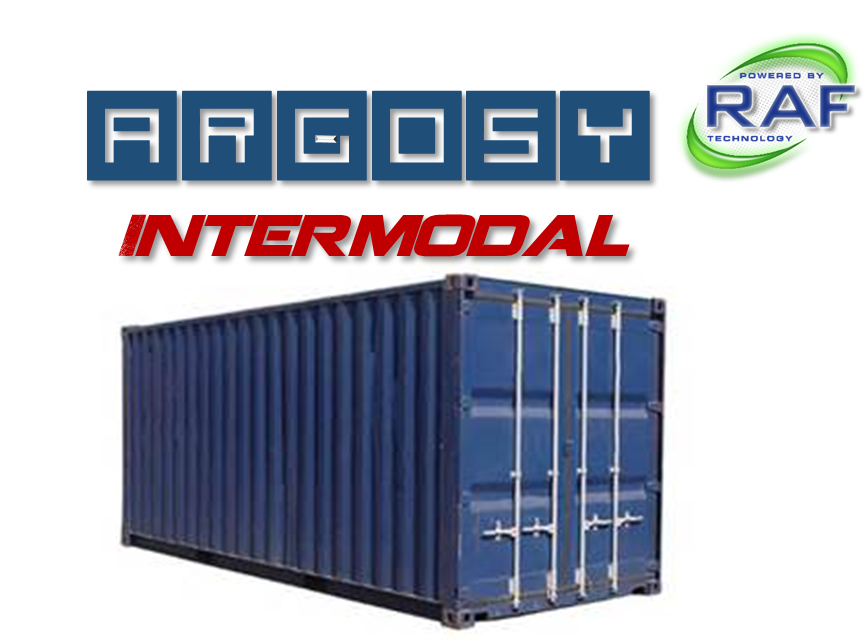 ARGOSY
INTERMODAL
POWERED BY
RAF
TECHNOLOGY